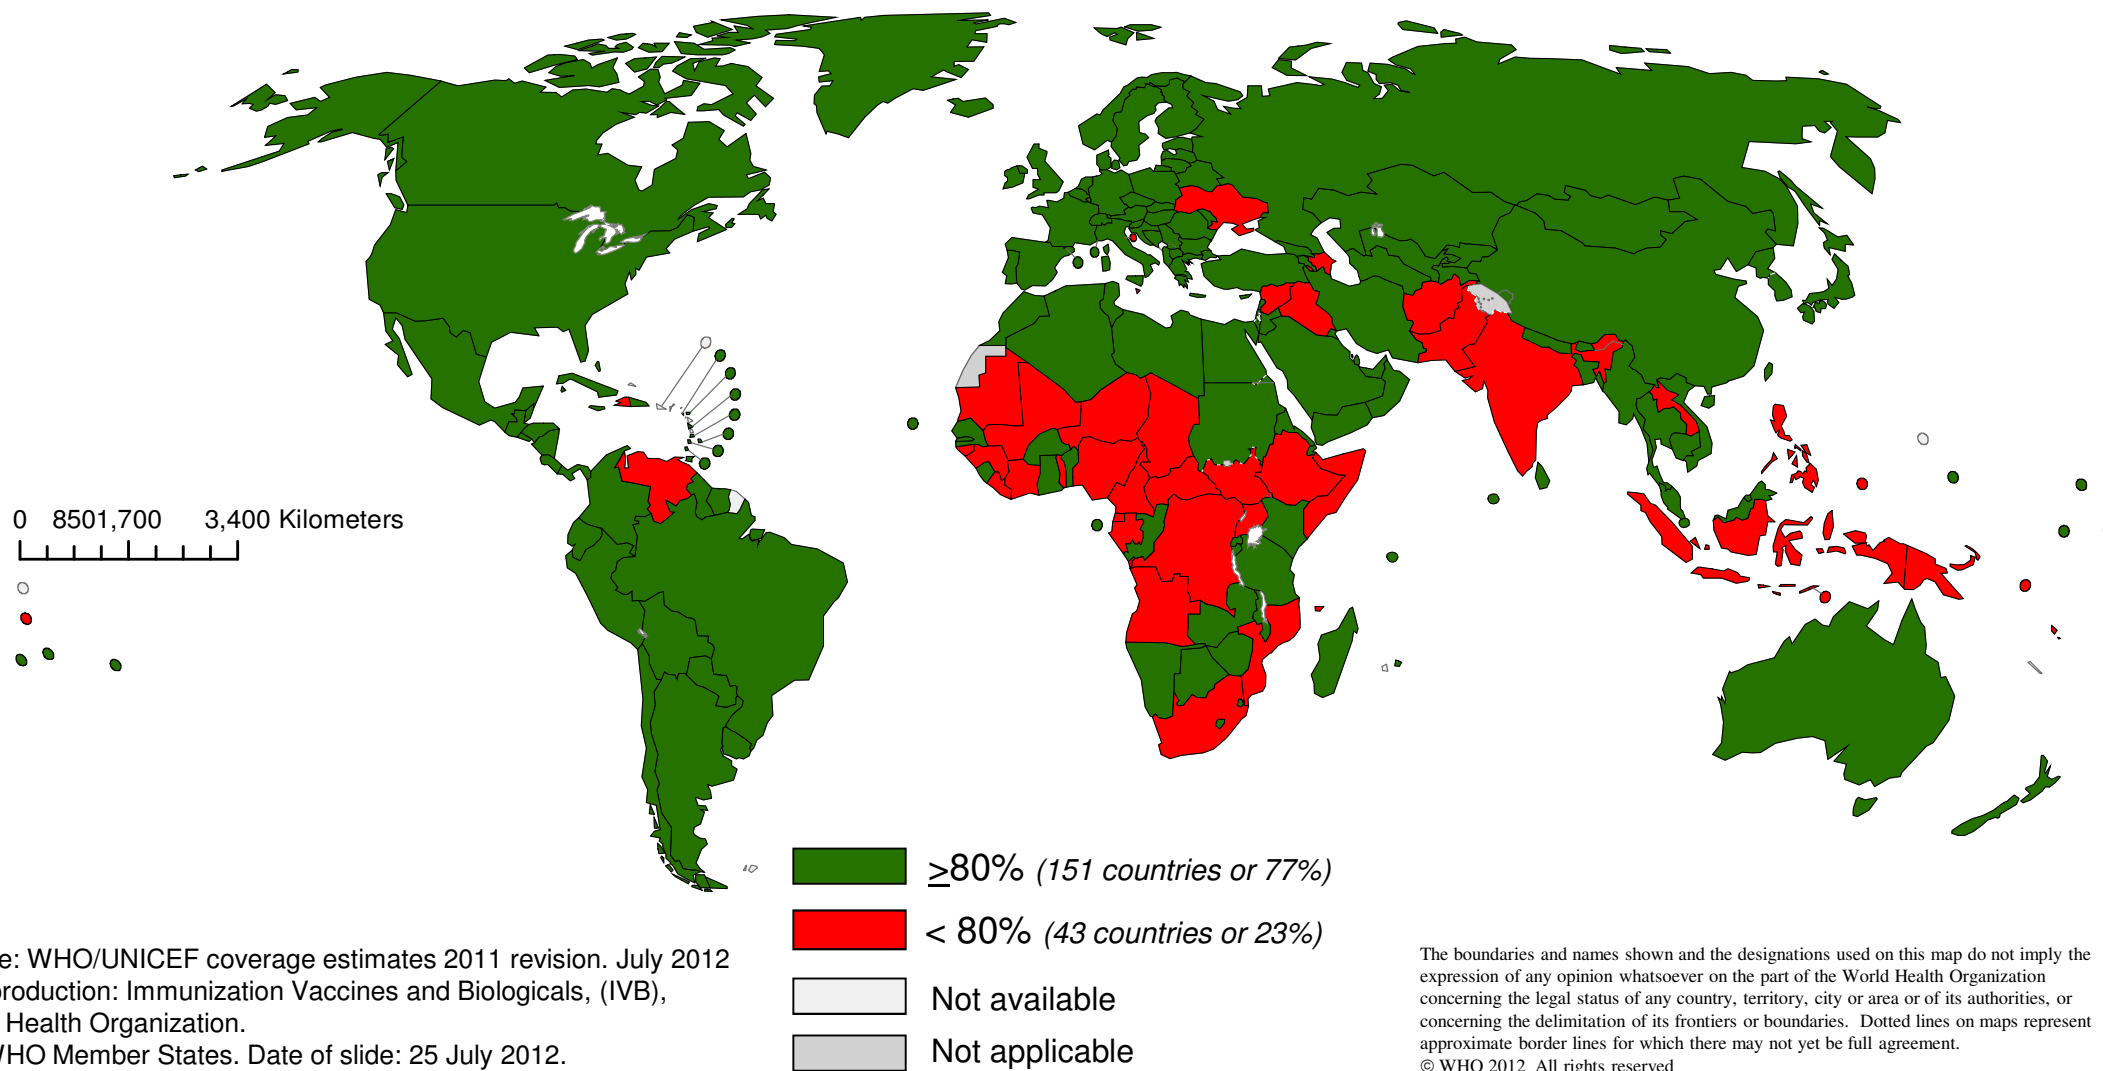 0 8501,700 3,400 Kilometers
≥80% (151 countries or 77%)
< 80% (43 countries or 23%)
Not available
Not applicable
e: WHO/UNICEF coverage estimates 2011 revision. July 2012
production: Immunization Vaccines and Biologicals, (IVB),
Health Organization.
WHO Member States. Date of slide: 25 July 2012.
The boundaries and names shown and the designations used on this map do not imply the
expression of any opinion whatsoever on the part of the World Health Organization
concerning the legal status of any country, territory, city or area or of its authorities, or
concerning the delimitation of its frontiers or boundaries. Dotted lines on maps represent
approximate border lines for which there may not yet be full agreement.
© WHO 2012. All rights reserved